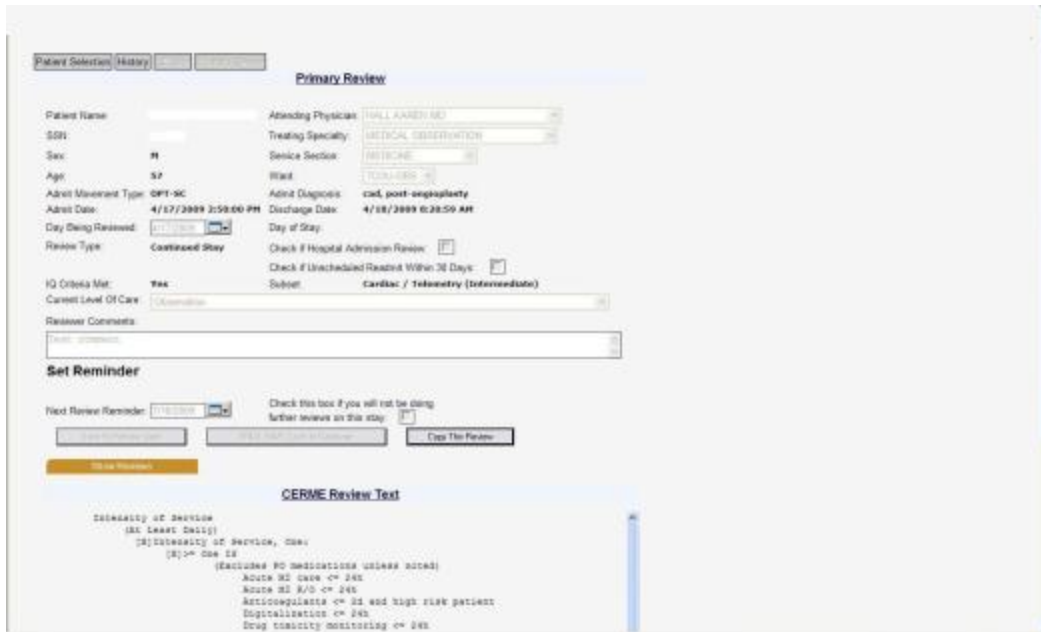 Patient Selection History
Primary Review
Patient Name: Attending Physician: HALL KAREN MD
SSN: Treating Specialty: MEDICAL OBSERVATION
Sex: M Service Section: MEDICINE
Age: 57 Ward:
Admit Movement Type: OPT-SC Admit Diagnosis: cad, post-angioplasty
Admit Date: 4/17/2009 2:50:00 PM Discharge Date: 4/18/2009 8:20:59 AM
Day Being Reviewed: Day of Stay:
Review Type: Continued Stay Check if Hospital Admission Review:
Check if Unscheduled Readmit Within 30 Days:
IQ Criteria Met: Yes Subset: Cardiac / Telemetry (Intermediate)
Current Level Of Care: Observation
Reviewer Comments:
Set Reminder
Check this box if you will not be doing
Next Review Reminder: further reviews on this stay:
Copy This Review
CERME Review Text
Intensity of Service
(At Least Daily)
[X]Intensity of Service, One:
[X]>= One IS
(Excludes PO medications unless noted)
Acute MI care <= 24h
Acute MI R/O <= 24h
Anticoagulants <= 2d and high risk patient
Digitalization <= 24h
Drug toxicity monitoring <= 24h